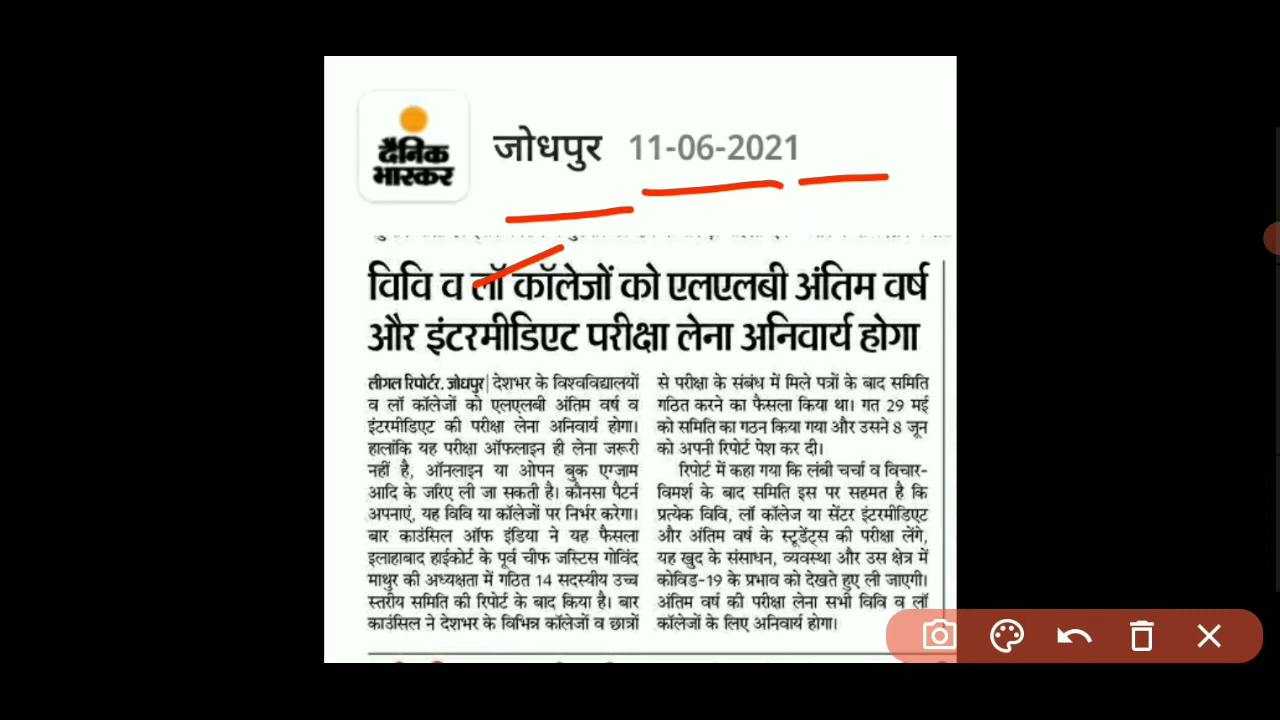 दैनिक
भास्कर
जोधपुर 11-06-2021
विवि व लॉ कॉलेजों को एलएलबी अंतिम वर्ष
और इंटरमीडिएट परीक्षा लेना अनिवार्य होगा
लीगल रिपोर्टर. जोधपुर| देशभर के विश्वविद्यालयों
व लॉ कॉलेजों को एलएलबी अंतिम वर्ष व
इंटरमीडिएट की परीक्षा लेना अनिवार्य होगा।
हालांकि यह परीक्षा ऑफलाइन ही लेना जरूरी
नहीं है, ऑनलाइन या ओपन बुक एग्जाम
आदि के जरिए ली जा सकती है। कौनसा पैटर्न
अपनाएं, यह विवि या कॉलेजों पर निर्भर करेगा।
बार काउंसिल ऑफ इंडिया ने यह फैसला
इलाहाबाद हाईकोर्ट के पूर्व चीफ जस्टिस गोविंद
माथुर की अध्यक्षता में गठित 14 सदस्यीय उच्च
स्तरीय समिति की रिपोर्ट के बाद किया है। बार
काउंसिल ने देशभर के विभिन्न कॉलेजों व छात्रों
से परीक्षा के संबंध में मिले पत्रों के बाद समिति
गठित करने का फैसला किया था। गत 29 मई
को समिति का गठन किया गया और उसने 8 जून
को अपनी रिपोर्ट पेश कर दी।
रिपोर्ट में कहा गया कि लंबी चर्चा व विचार-
विमर्श के बाद समिति इस पर सहमत है कि
प्रत्येक विवि, लॉ कॉलेज या सेंटर इंटरमीडिएट
और अंतिम वर्ष के स्टूडेंट्स की परीक्षा लेंगे,
यह खुद के संसाधन, व्यवस्था और उस क्षेत्र में
कोविड-19 के प्रभाव को देखते हुए ली जाएगी।
अंतिम वर्ष की परीक्षा लेना सभी विवि व लॉ
कॉलेजों के लिए अनिवार्य होगा।